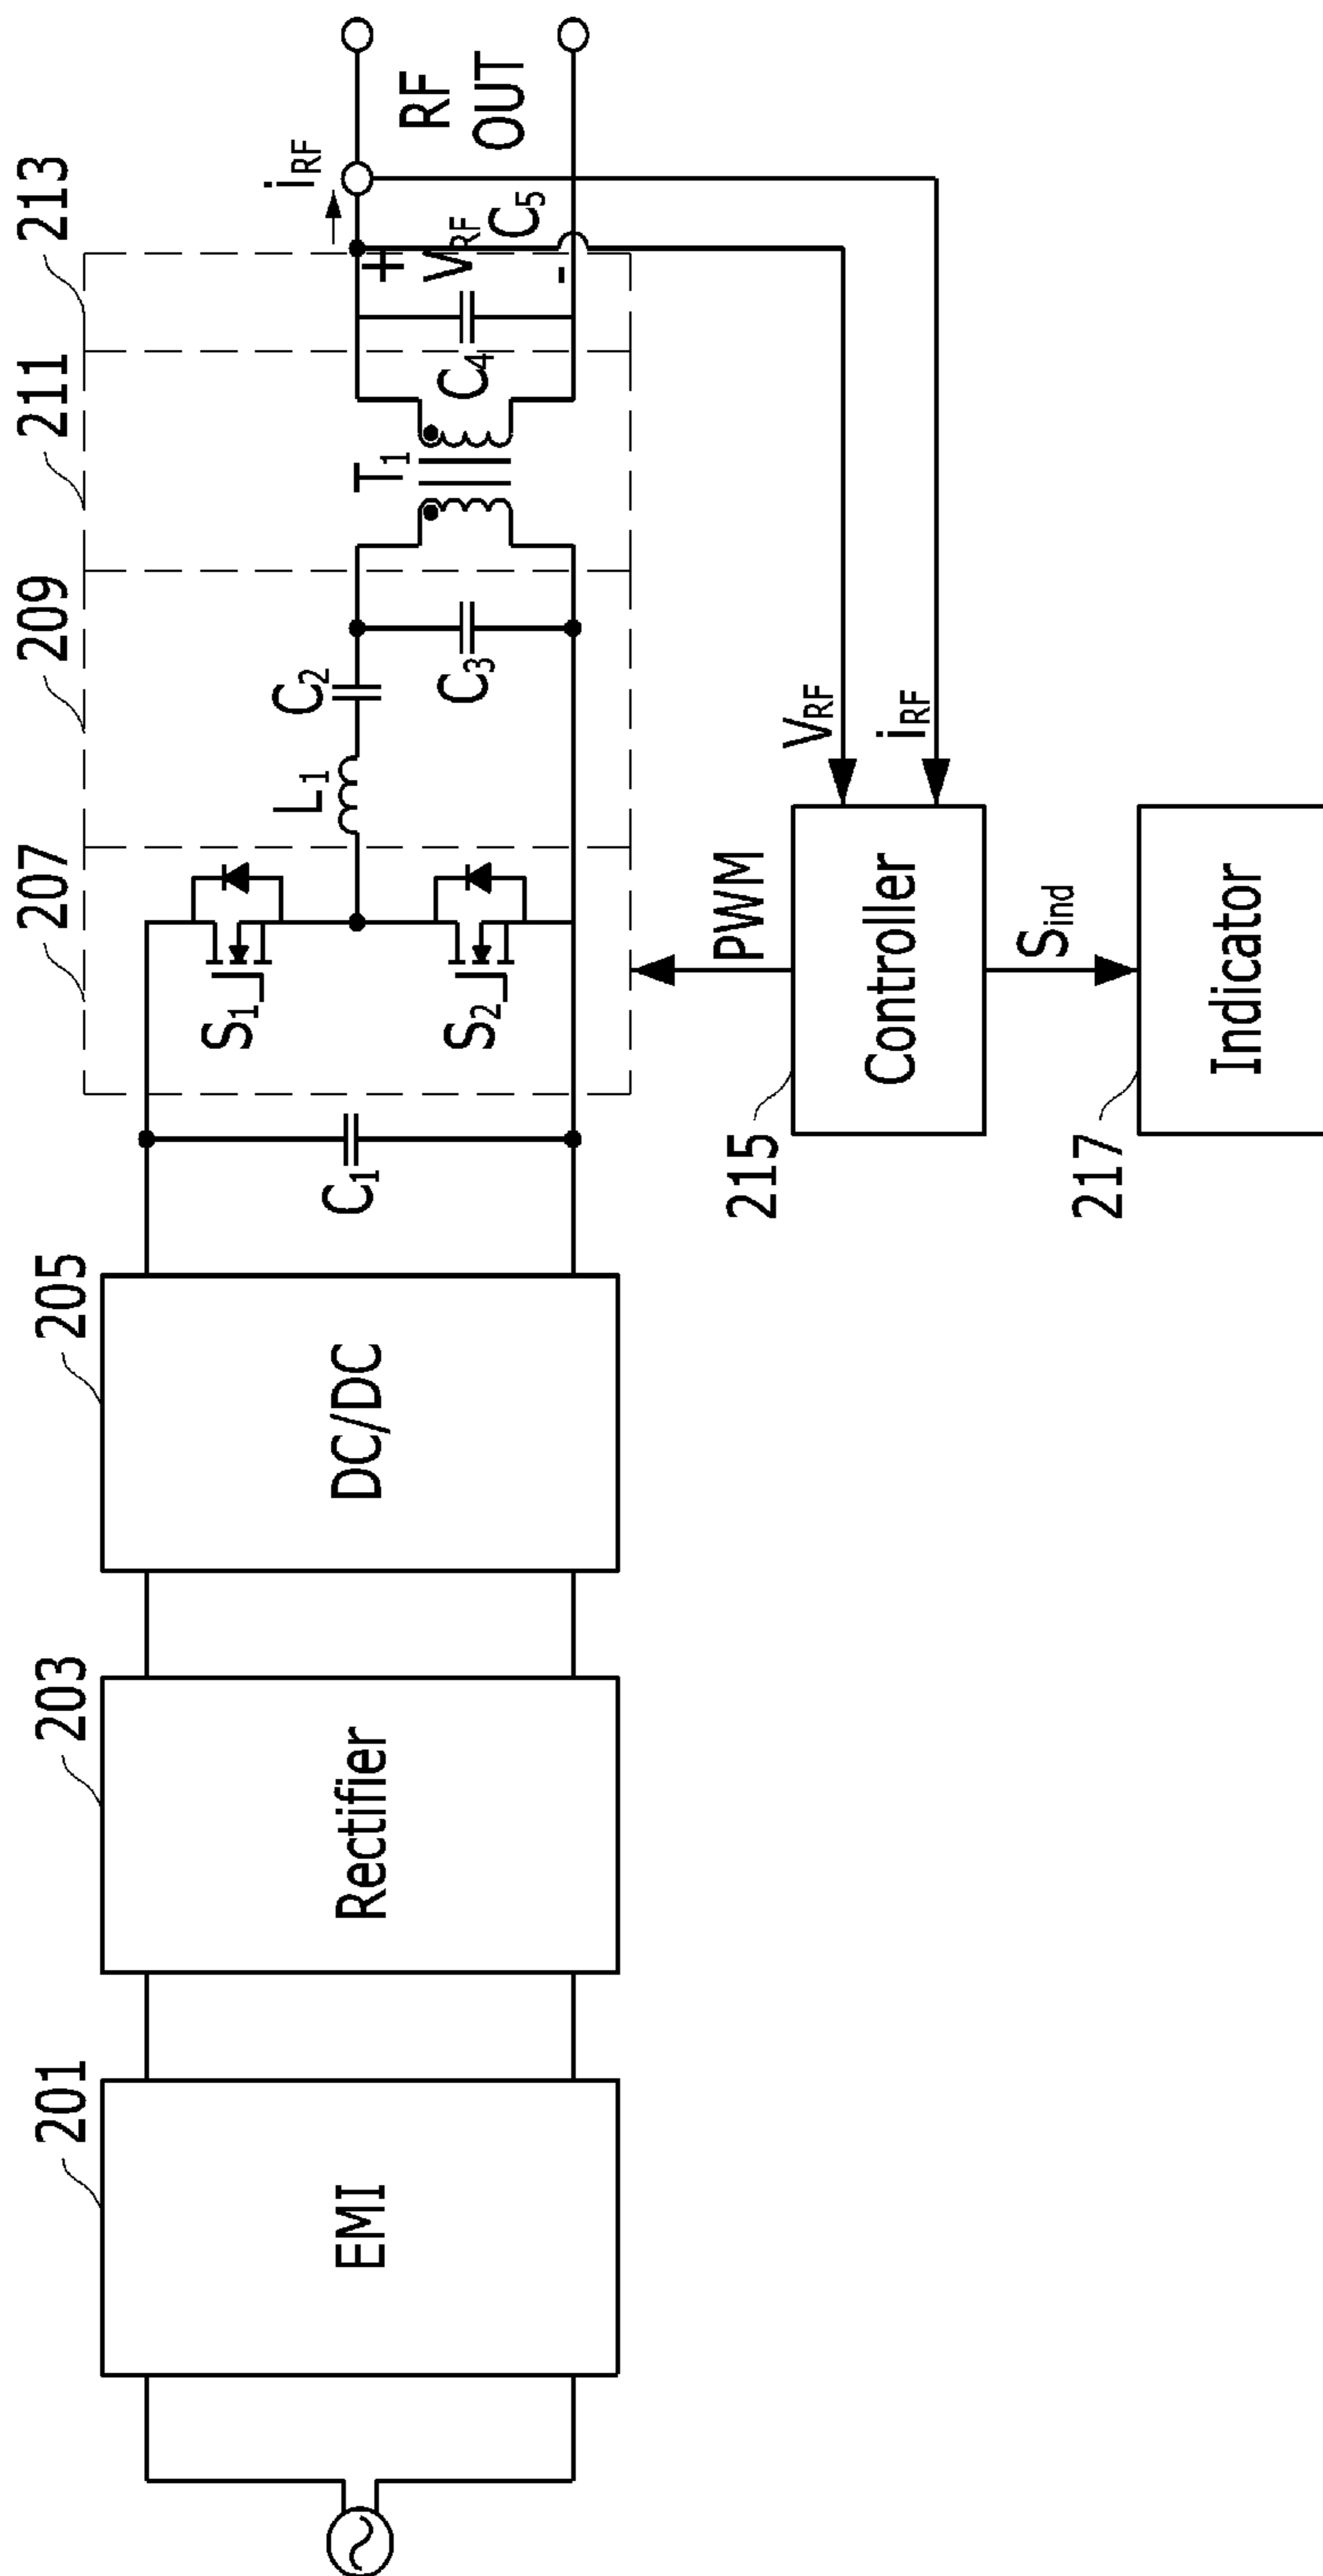 201
203
205
207
209
211
213
EMI
Rectifier
DC/DC
C1
S1
S2
L1
C2
C3
T1
C4
+
VRF
-
C5
iRF
RF
OUT
PWM
VRF
iRF
215
Controller
Sind
217
Indicator